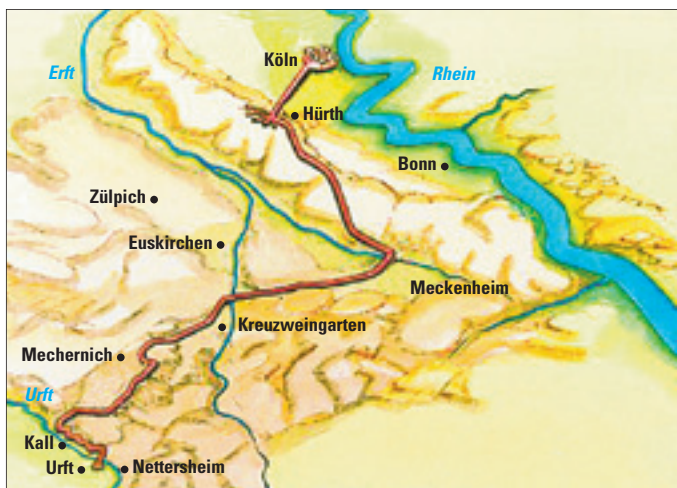 Köln
Erft
Rhein
Hürth
Bonn
Zülpich
Euskirchen
Meckenheim
Kreuzweingarten
Mechernich
Urft
Kall
Urft
Nettersheim